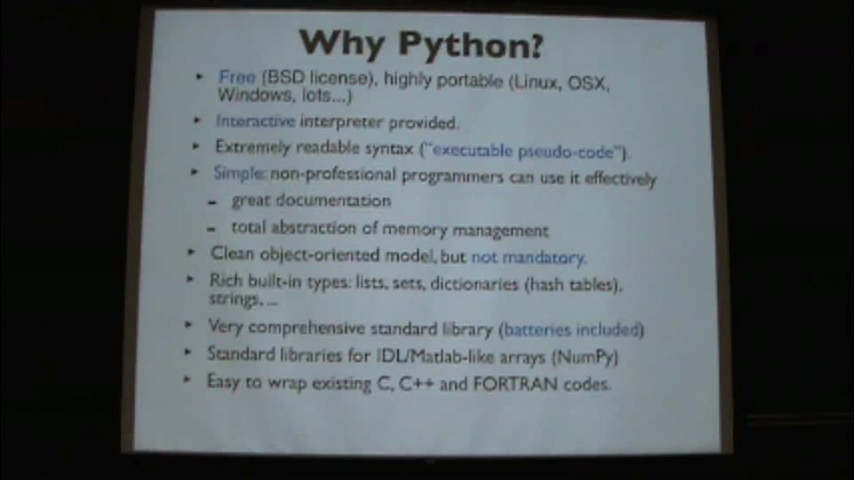 Why Python?
‣ Free (BSD license), highly portable (Linux, OSX,
Windows, lots...)
‣ Interactive interpreter provided.
‣ Extremely readable syntax ("executable pseudo-code").
‣ Simple: non-professional programmers can use it effectively
– great documentation
– total abstraction of memory management
‣ Clean object-oriented model, but not mandatory.
‣ Rich built-in types: lists, sets, dictionaries (hash tables),
strings, ...
‣ Very comprehensive standard library (batteries included)
‣ Standard libraries for IDL/Matlab-like arrays (NumPy)
‣ Easy to wrap existing C, C++ and FORTRAN codes.